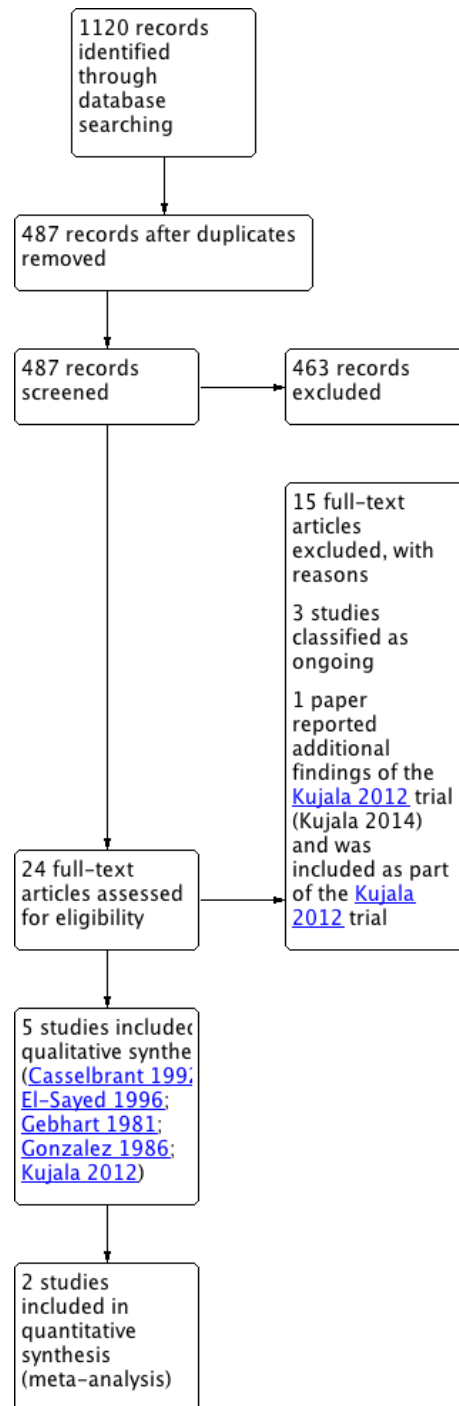 1120 records
identified
through
database
searching
487 records after duplicates
removed
487 records
screened
463 records
excluded
15 full-text
articles
excluded, with
reasons
3 studies
classified as
ongoing
1 paper
reported
additional
findings of the
Kujala 2012 trial
(Kujala 2014)
and was
included as part
of the Kujala
2012 trial
24 full-text
articles assessed
for eligibility
5 studies included
qualitative synthe
(Casselbrant 1992;
El-Sayed 1996;
Gebhart 1981;
Gonzalez 1986;
Kujala 2012)
2 studies
included in
quantitative
synthesis
(meta-analysis)